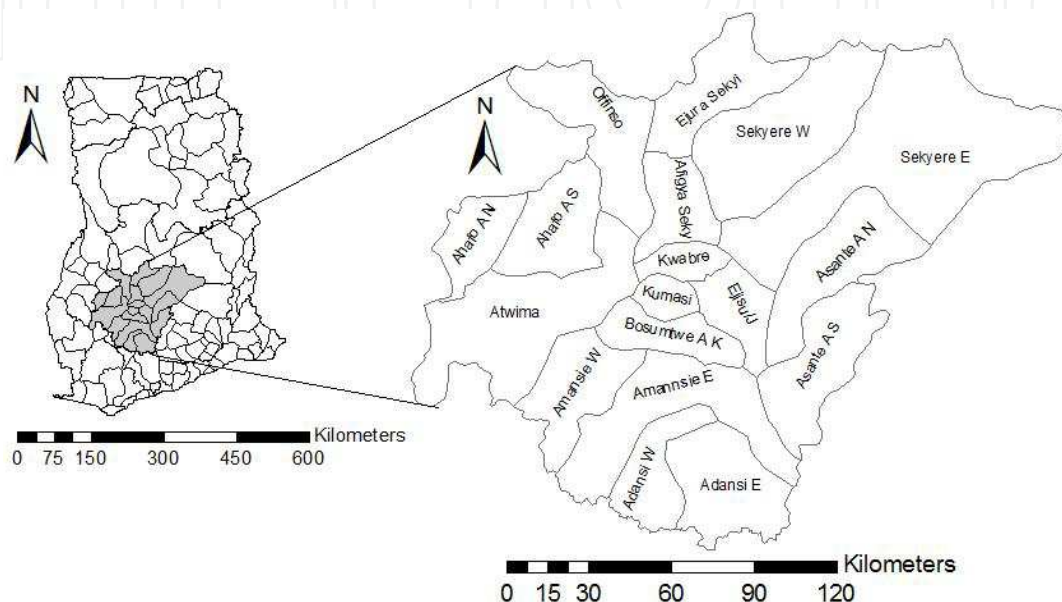 N
Kilometers
0 75 150 300 450 600
N
Offinso
Ejura Sekyi
Sekyere W
Sekyere E
Afigya Seky
Ahafo A N
Ahafo A S
Asante A N
Kwabre
Kumasi
Ejisu/J
Atwima
Bosumtwe A K
Asante A S
Amansie W
Amannsie E
Adansi W
Adansi E
Kilometers
0 15 30 60 90 120